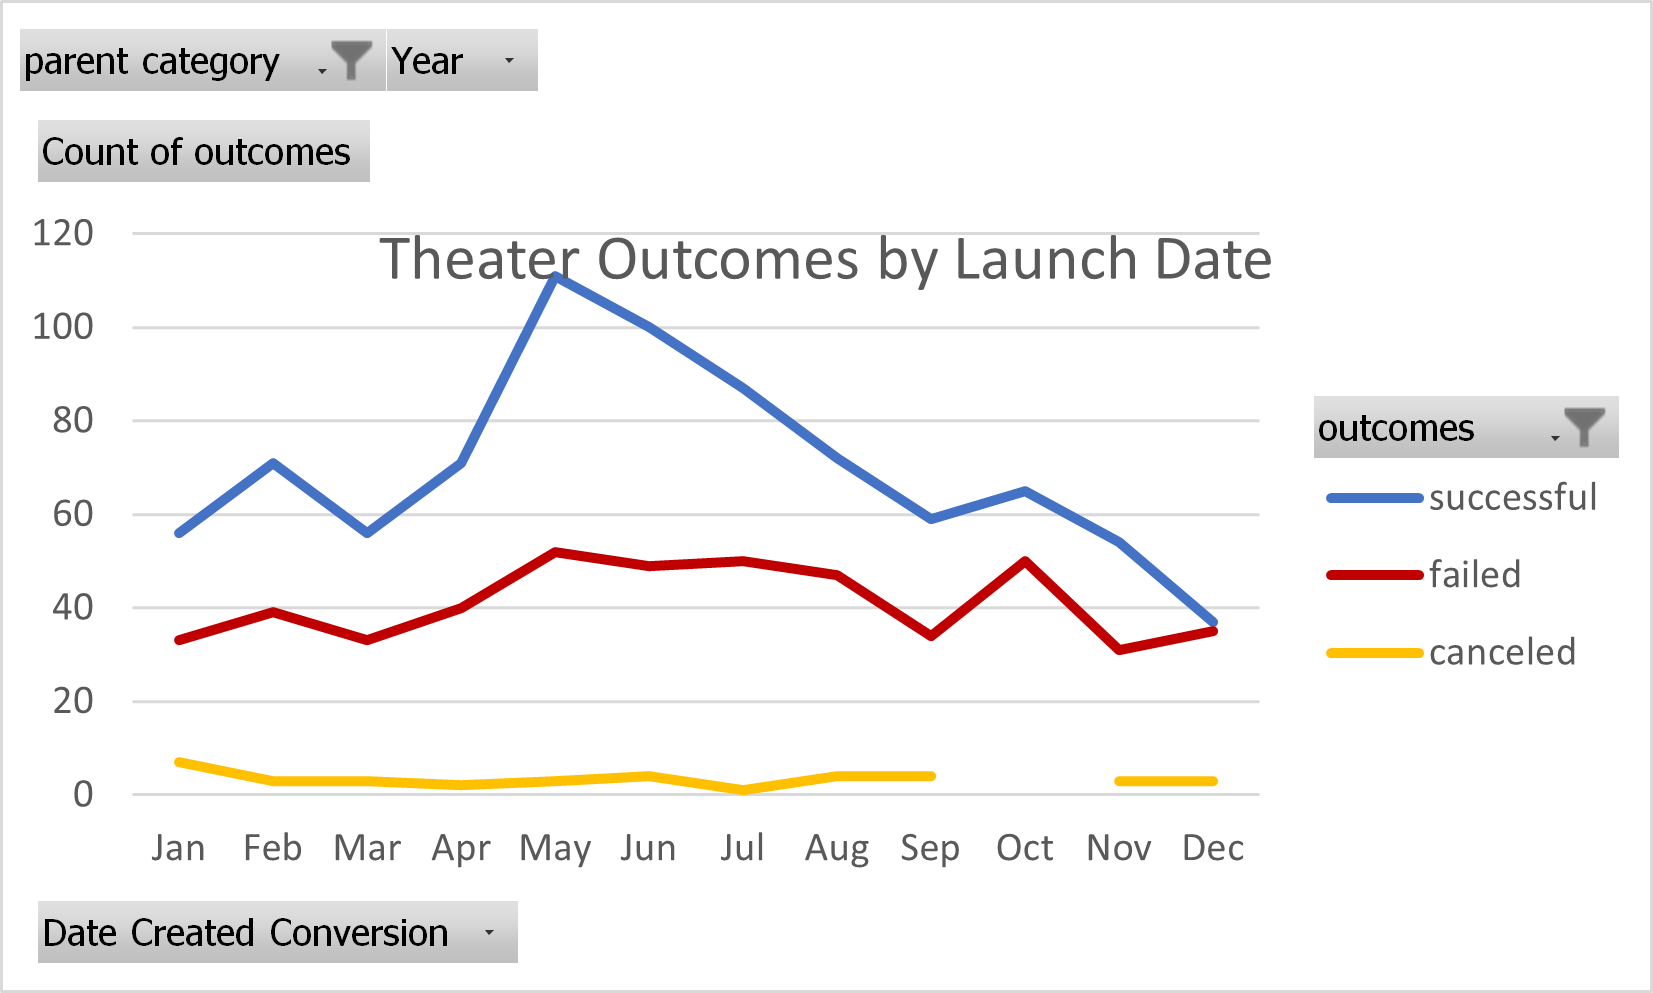 parent category Year
Count of outcomes
Theater Outcomes by Launch Date
120
100
80
60
40
20
0
Jan Feb Mar Apr May Jun Jul Aug Sep Oct Nov Dec
outcomes
successful
failed
canceled
Date Created Conversion